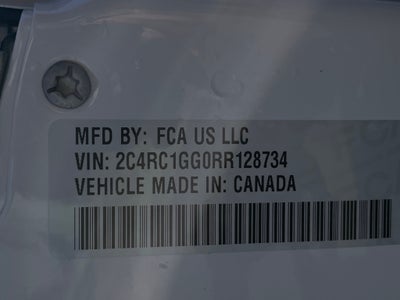 MFD BY: FCA US LLC
VIN: 2C4RC1GG0RR128734
VEHICLE MADE IN: CANADA